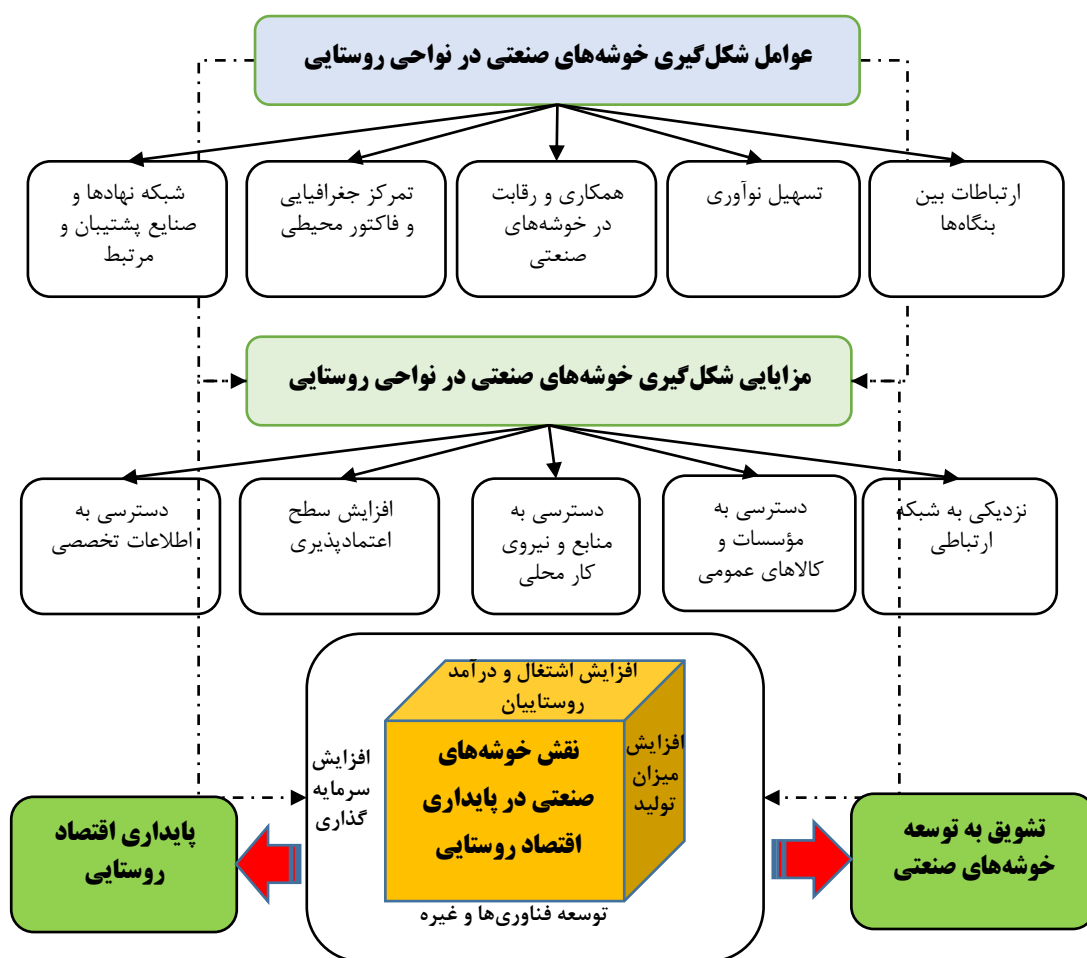 عوامل شکل‌گیری خوشه‌های صنعتی در نواحی روستایی
ارتباطات بین
بنگاه‌ها
تسهیل نوآوری
همکاری و رقابت
در خوشه‌های
صنعتی
تمرکز جغرافیایی
و فاکتور محیطی
شبکه نهادها و
صنایع پشتیبان و
مرتبط
مزایایی شکل‌گیری خوشه‌های صنعتی در نواحی روستایی
نزدیکی به شبکه
ارتباطی
دسترسی به
مؤسسات و
کالاهای عمومی
دسترسی به
منابع و نیروی
کار محلی
افزایش سطح
اعتمادپذیری
دسترسی به
اطلاعات تخصصی
افزایش اشتغال و درآمد
روستاییان
افزایش
میزان
تولید
نقش خوشه‌های
صنعتی در پایداری
اقتصاد روستایی
افزایش
سرمایه
گذاری
توسعه فناوری‌ها و غیره
تشویق به توسعه
خوشه‌های صنعتی
پایداری اقتصاد
روستایی